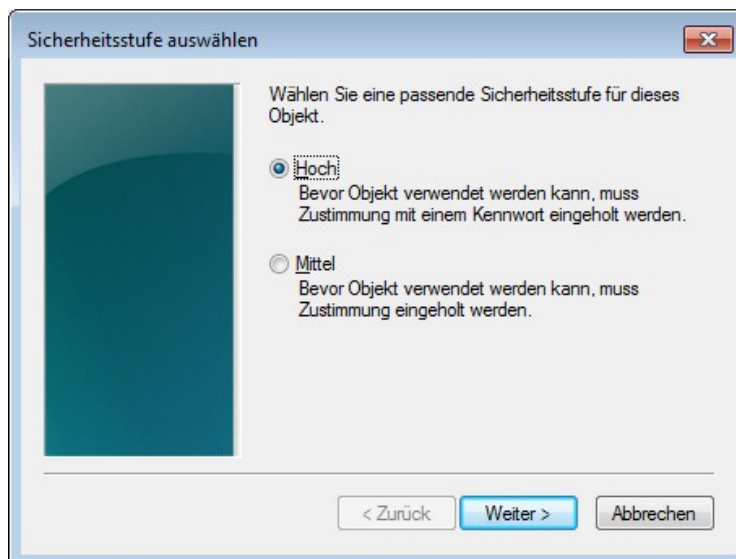 Sicherheitsstufe auswählen
Wählen Sie eine passende Sicherheitsstufe für dieses
Objekt.
Hoch
Bevor Objekt verwendet werden kann, muss
Zustimmung mit einem Kennwort eingeholt werden.
Mittel
Bevor Objekt verwendet werden kann, muss
Zustimmung eingeholt werden.
< Zurück Weiter > Abbrechen